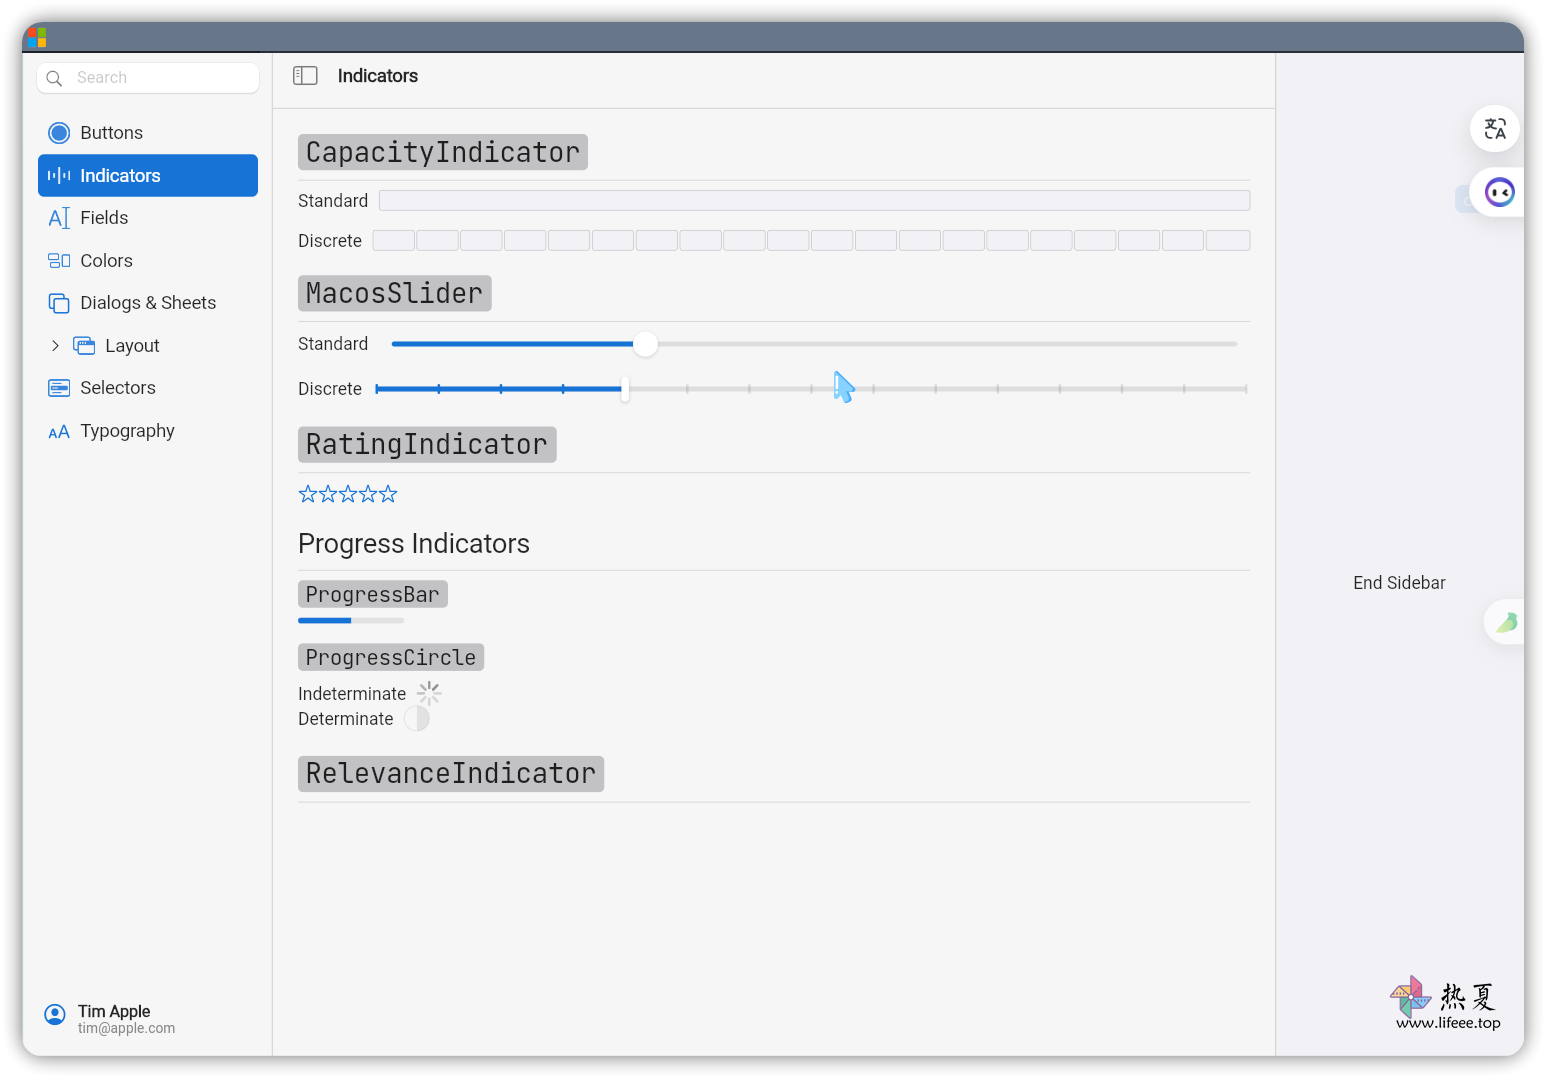 Search
Buttons
Indicators
Fields
Colors
Dialogs & Sheets
Layout
Selectors
Typography
Tim Apple
tim@apple.com
Indicators
CapacityIndicator
Standard
Discrete
MacosSlider
Standard
Discrete
RatingIndicator
Progress Indicators
ProgressBar
ProgressCircle
Indeterminate
Determinate
RelevanceIndicator
End Sidebar
热夏
www.lifeee.top